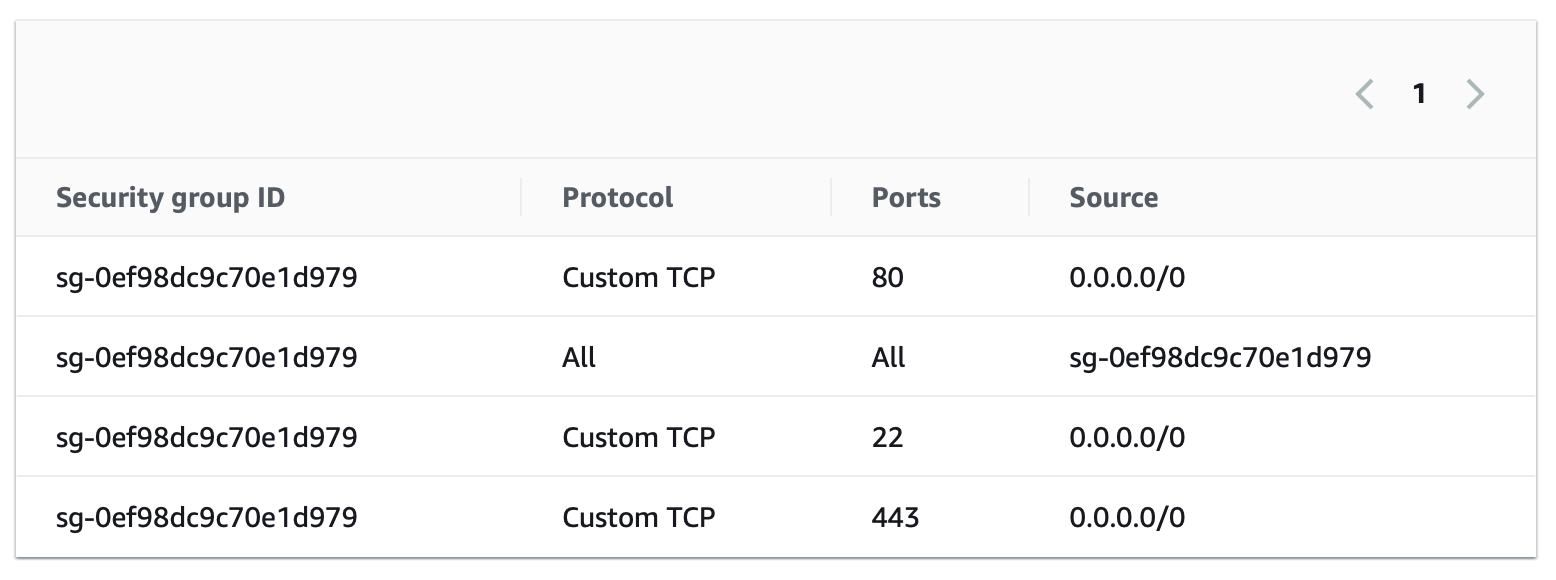 1
Security group ID Protocol Ports Source
sg-0ef98dc9c70e1d979 Custom TCP 80 0.0.0.0/0
sg-0ef98dc9c70e1d979 All All sg-0ef98dc9c70e1d979
sg-0ef98dc9c70e1d979 Custom TCP 22 0.0.0.0/0
sg-0ef98dc9c70e1d979 Custom TCP 443 0.0.0.0/0